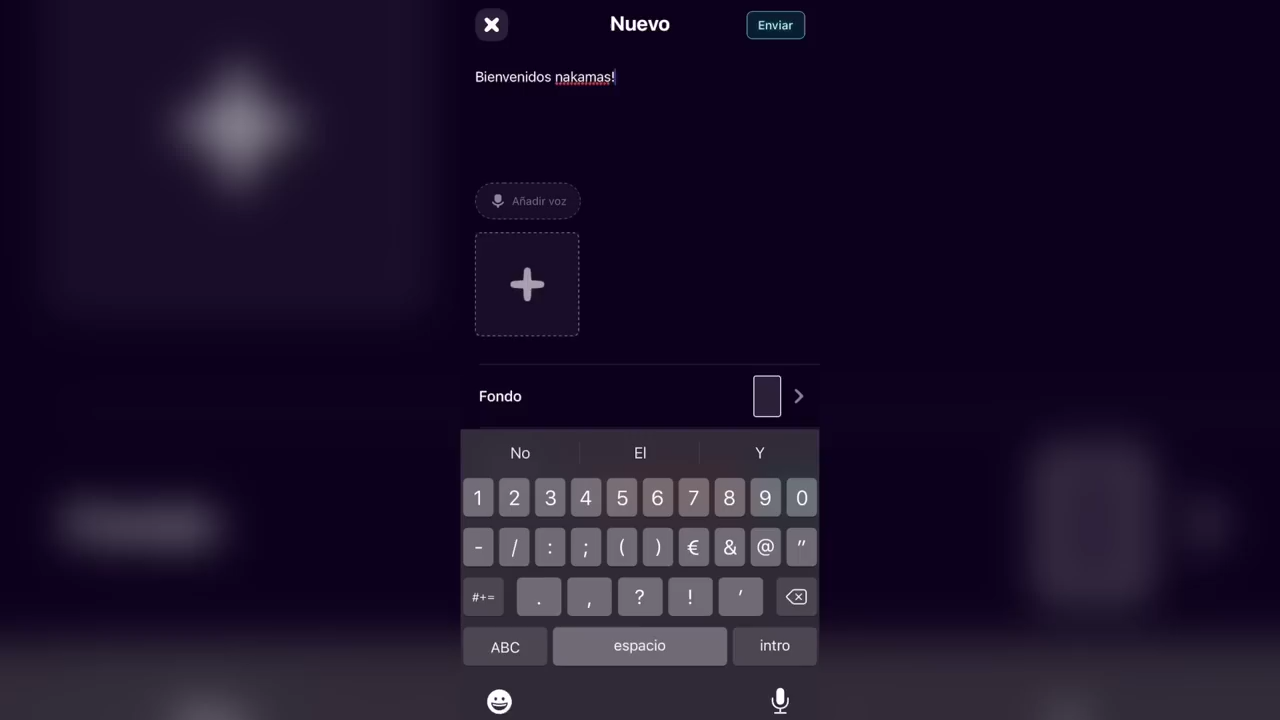 Nuevo
Enviar
Bienvenidos nakamas!
Añadir voz
Fondo
No El Y
1 2 3 4 5 6 7 8 9 0
- / : ; ( ) € & @ "
#+= . , ? ! '
ABC espacio intro